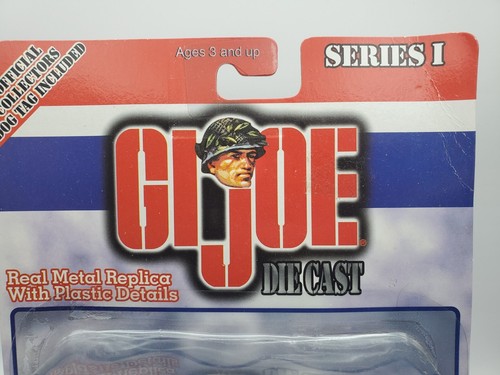 OFFICIAL
COLLECTORS
DOG TAG INCLUDED
Ages 3 and up
SERIES I
GI JOE®
DIE CAST
Real Metal Replica
With Plastic Details